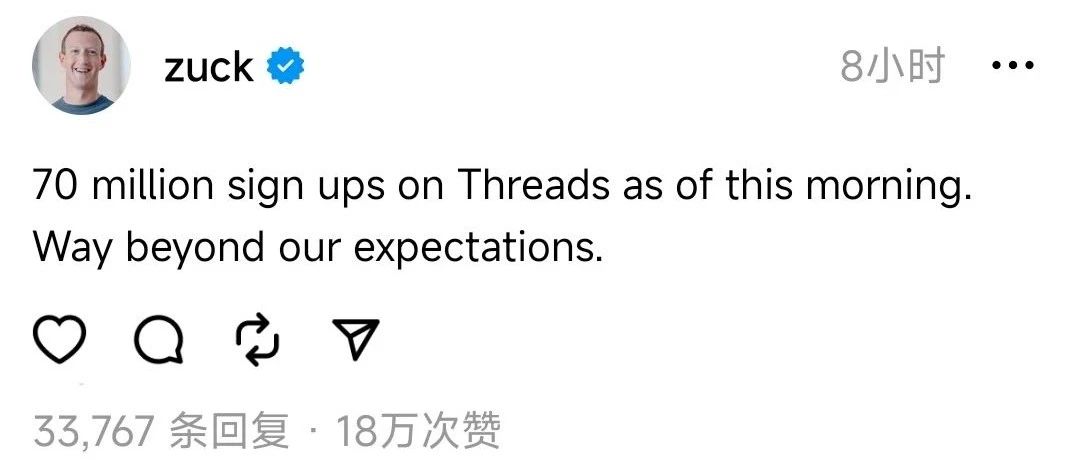 zuck
8小时
70 million sign ups on Threads as of this morning.
Way beyond our expectations.
33,767 条回复 · 18万次赞